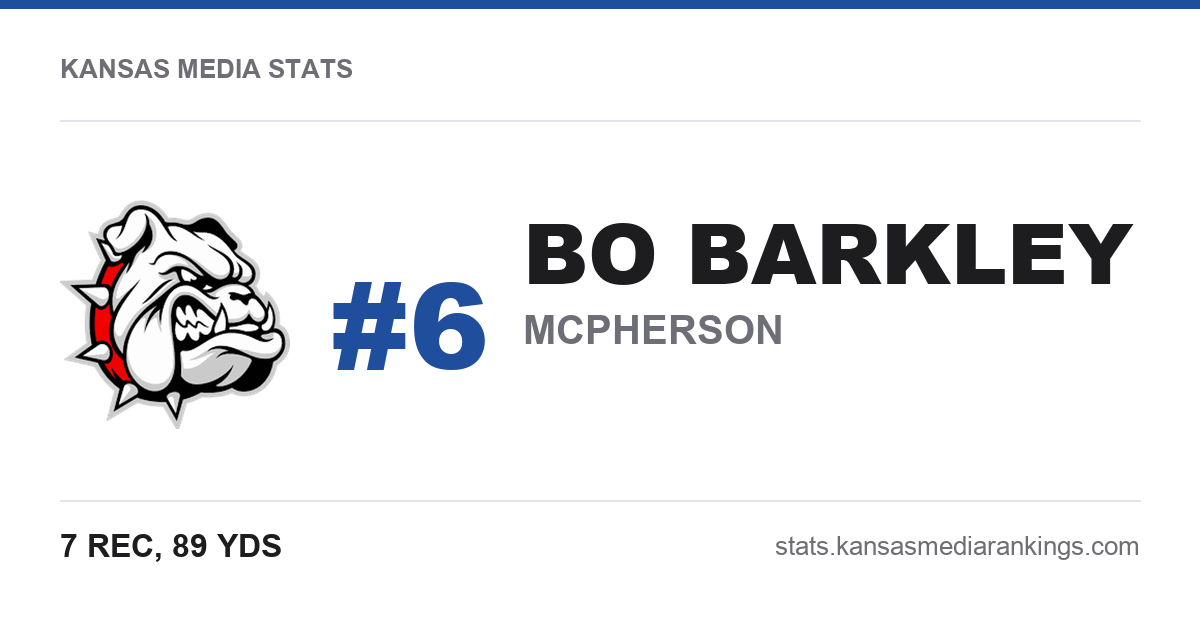 KANSAS MEDIA STATS
#6
BO BARKLEY
MCPHERSON
7 REC, 89 YDS
stats.kansasmediarankings.com